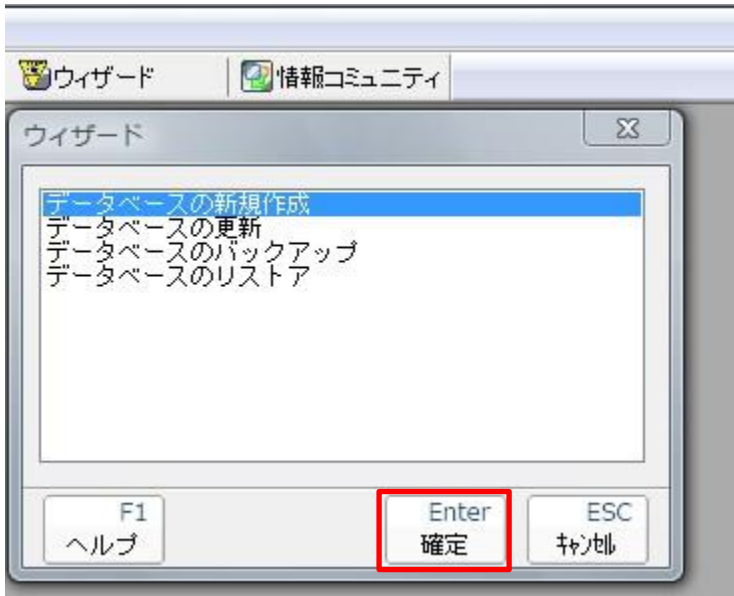 ウィザード
情報コミュニティ
ウィザード
データベースの新規作成
データベースの更新
データベースのバックアップ
データベースのリストア
F1
ヘルプ
Enter
確定
ESC
ｷｬﾝｾﾙ